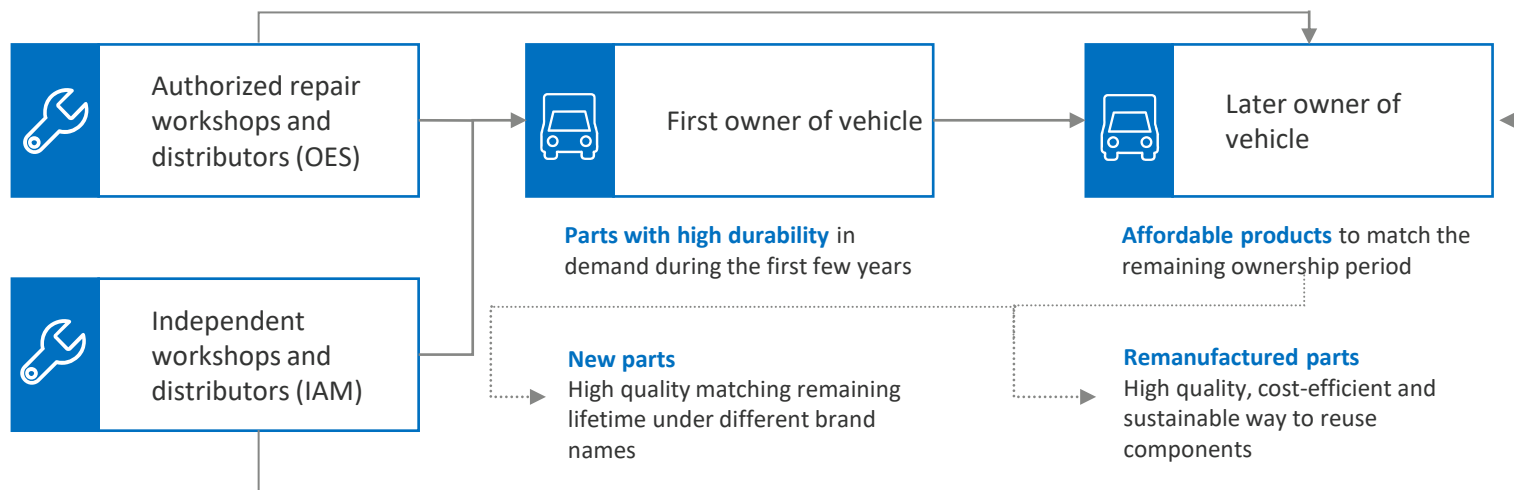 Authorized repair
workshops and
distributors (OES)
First owner of vehicle
Later owner of
vehicle
Parts with high durability in
demand during the first few years
Affordable products to match the
remaining ownership period
Independent
workshops and
distributors (IAM)
New parts
High quality matching remaining
lifetime under different brand
names
Remanufactured parts
High quality, cost-efficient and
sustainable way to reuse
components